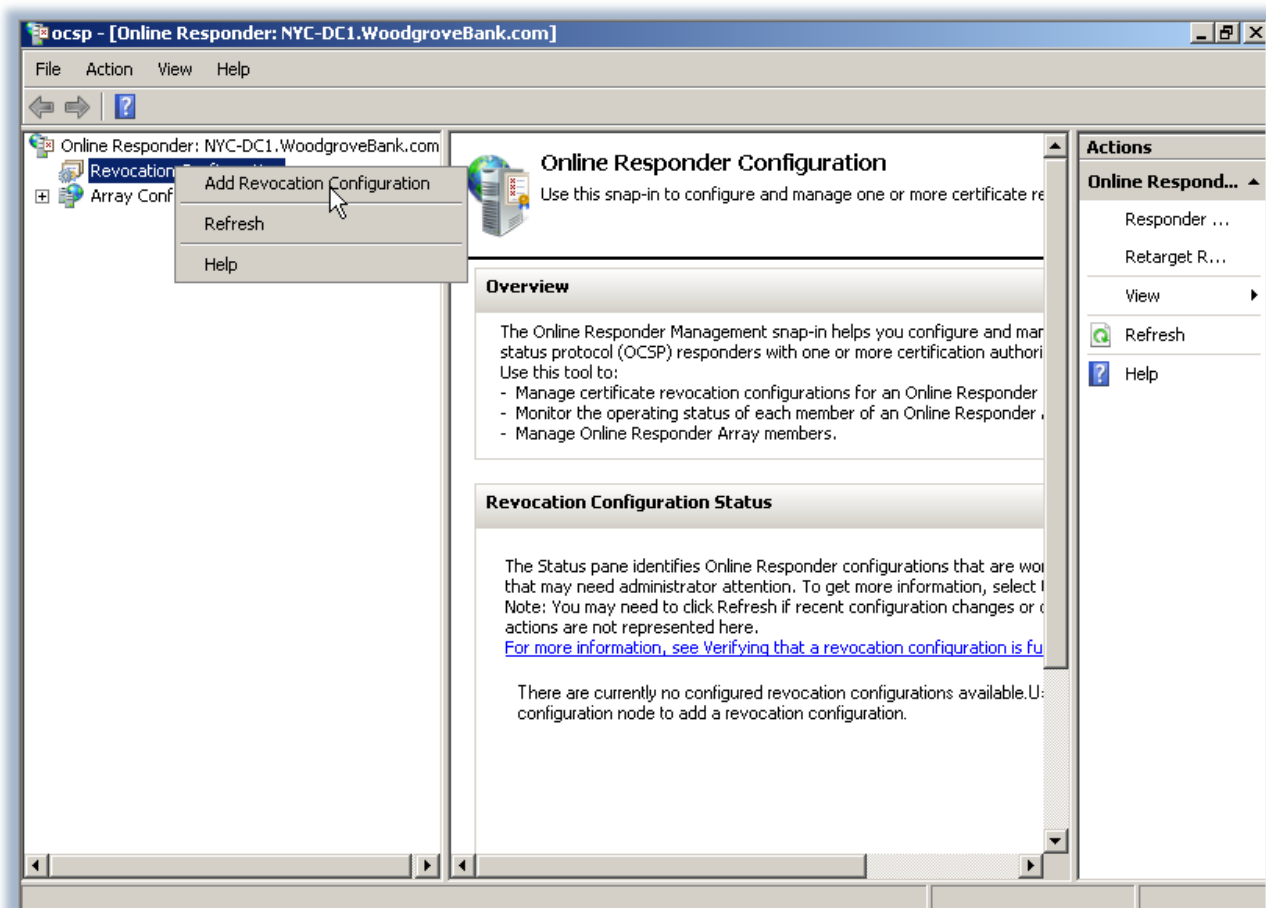 ocsp - [Online Responder: NYC-DC1.WoodgroveBank.com]
File Action View Help
Online Responder: NYC-DC1.WoodgroveBank.com
Revocation
Array Conf
Add Revocation Configuration
Refresh
Help
Online Responder Configuration
Use this snap-in to configure and manage one or more certificate re
Overview
The Online Responder Management snap-in helps you configure and mar
status protocol (OCSP) responders with one or more certification authori
Use this tool to:
- Manage certificate revocation configurations for an Online Responder
- Monitor the operating status of each member of an Online Responder
- Manage Online Responder Array members.
Revocation Configuration Status
The Status pane identifies Online Responder configurations that are wor
that may need administrator attention. To get more information, select
Note: You may need to click Refresh if recent configuration changes or
actions are not represented here.
For more information, see Verifying that a revocation configuration is fu
There are currently no configured revocation configurations available.U
configuration node to add a revocation configuration.
Actions
Online Respond...
Responder ...
Retarget R...
View
Refresh
Help